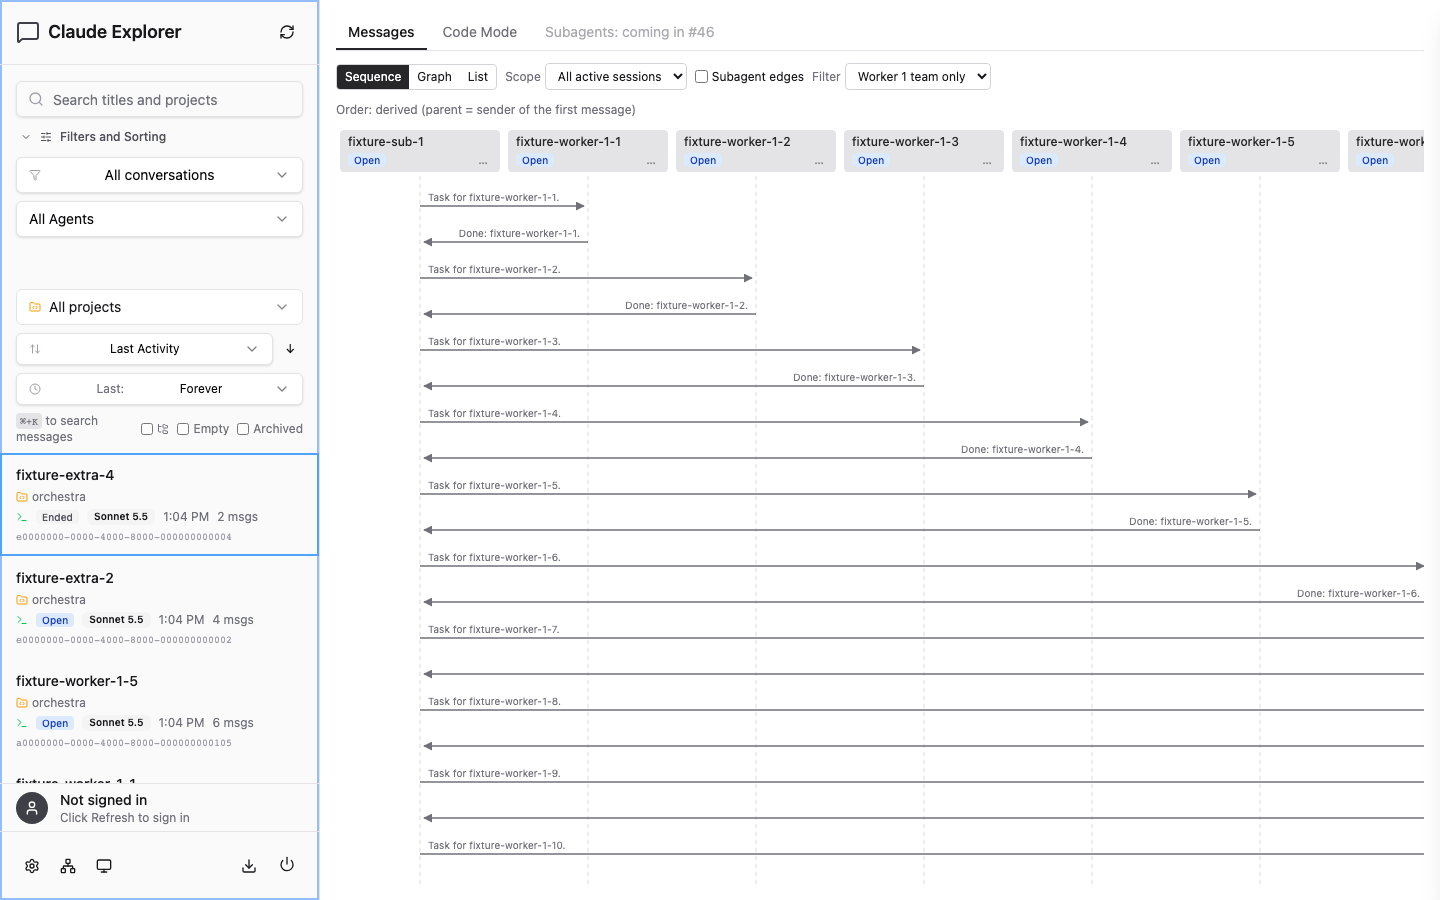 Claude Explorer
Search titles and projects
Filters and Sorting
All conversations
All Agents
All projects
Last Activity
Last: Forever
⌘+K to search messages
Empty
Archived
fixture-extra-4
orchestra
Ended Sonnet 5.5 1:04 PM 2 msgs
e0000000-0000-4000-8000-000000000004
fixture-extra-2
orchestra
Open Sonnet 5.5 1:04 PM 4 msgs
e0000000-0000-4000-8000-000000000002
fixture-worker-1-5
orchestra
Open Sonnet 5.5 1:04 PM 6 msgs
a0000000-0000-4000-8000-000000000105
Not signed in
Click Refresh to sign in
Messages Code Mode Subagents: coming in #46
Sequence Graph List Scope All active sessions Subagent edges Filter Worker 1 team only
Order: derived (parent = sender of the first message)
fixture-sub-1 fixture-worker-1-1 fixture-worker-1-2 fixture-worker-1-3 fixture-worker-1-4 fixture-worker-1-5
Open ... Open ... Open ... Open ... Open ... Open ... Open
Task for fixture-worker-1-1.
Done: fixture-worker-1-1.
Task for fixture-worker-1-2.
Done: fixture-worker-1-2.
Task for fixture-worker-1-3.
Done: fixture-worker-1-3.
Task for fixture-worker-1-4.
Done: fixture-worker-1-4.
Task for fixture-worker-1-5.
Done: fixture-worker-1-5.
Task for fixture-worker-1-6.
Done: fixture-worker-1-6.
Task for fixture-worker-1-7.
Task for fixture-worker-1-8.
Task for fixture-worker-1-9.
Task for fixture-worker-1-10.